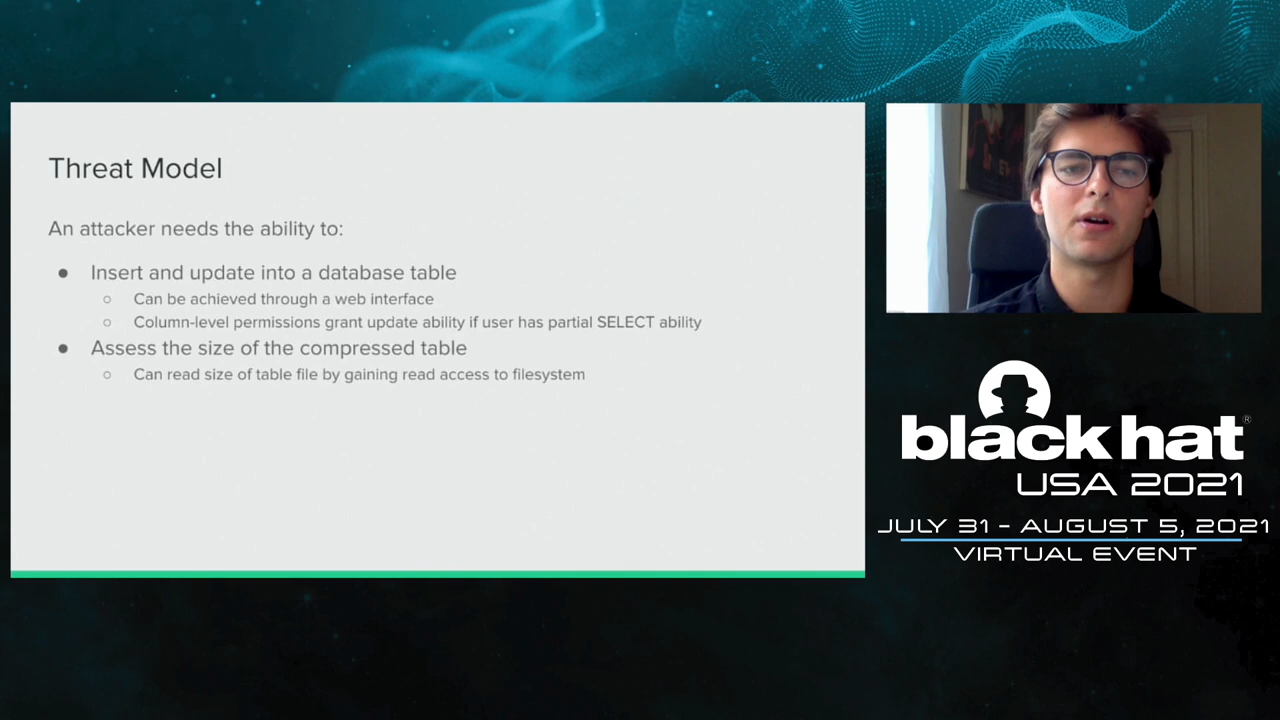 Threat Model
An attacker needs the ability to:
● Insert and update into a database table
○ Can be achieved through a web interface
○ Column-level permissions grant update ability if user has partial SELECT ability
● Assess the size of the compressed table
○ Can read size of table file by gaining read access to filesystem
black hat®
USA 2021
JULY 31 - AUGUST 5, 2021
VIRTUAL EVENT